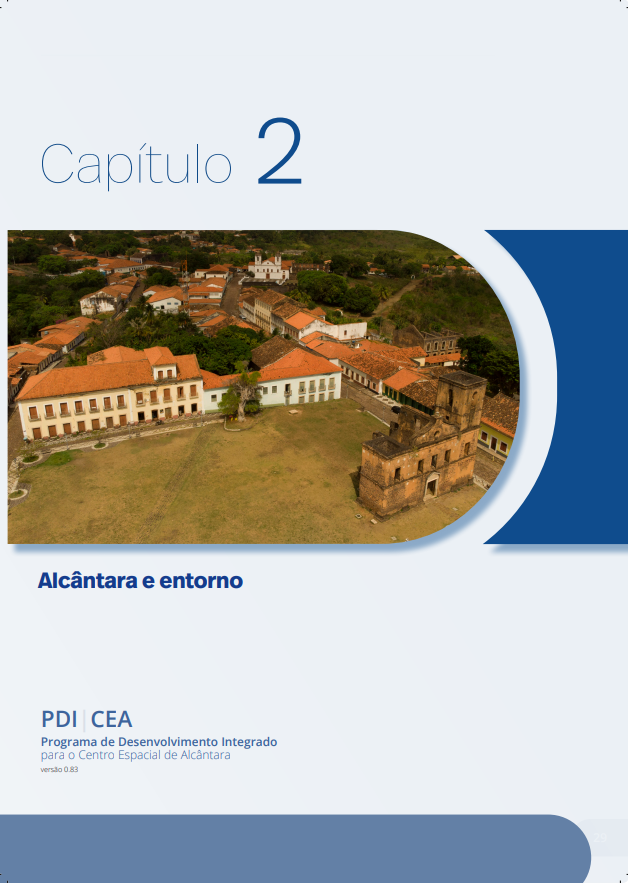 Capítulo 2
Alcântara e entorno
PDI | CEA
Programa de Desenvolvimento Integrado
para o Centro Espacial de Alcântara
versão 0.83